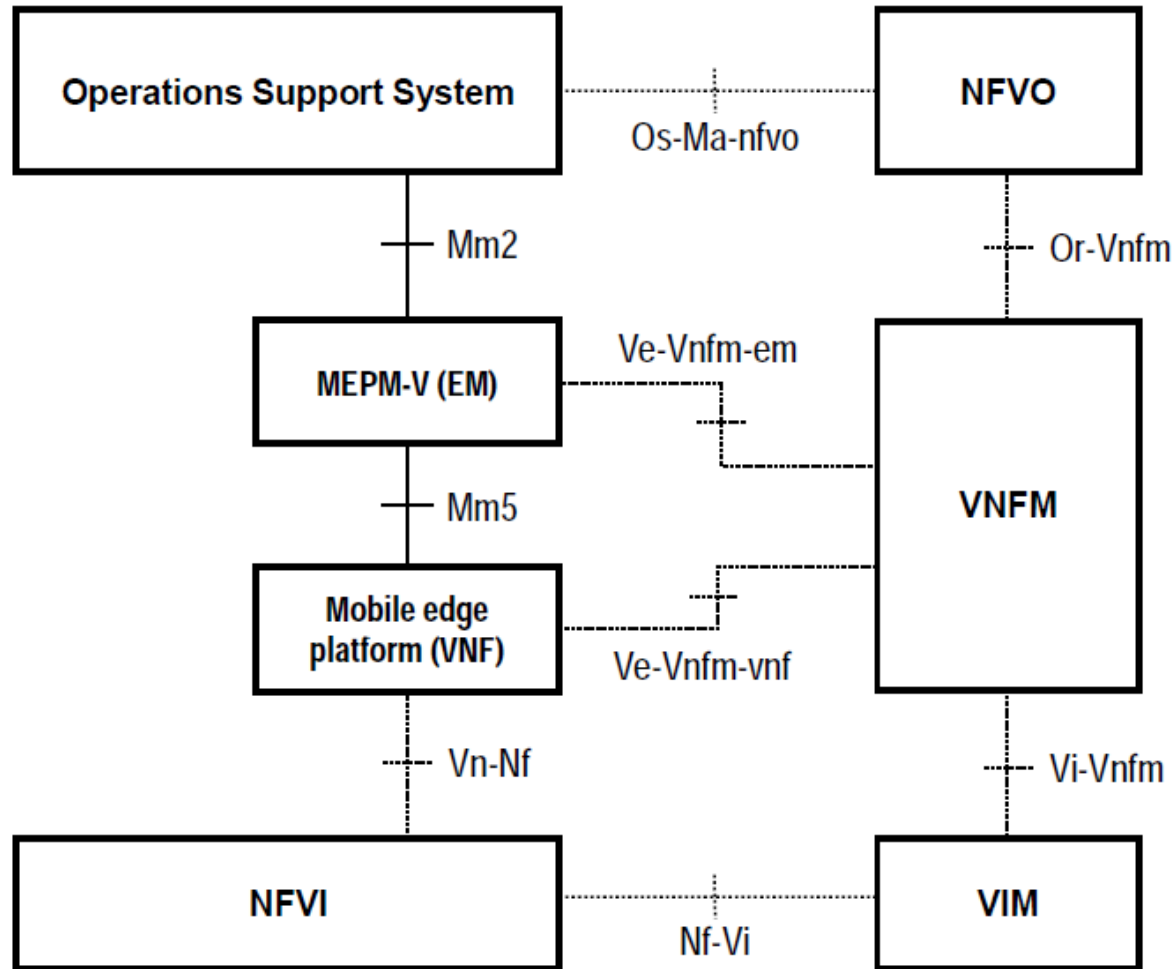 Operations Support System
NFVO
Os-Ma-nfvo
Mm2
Or-Vnfm
Ve-Vnfm-em
MEPM-V (EM)
VNFM
Mm5
Mobile edge
platform (VNF)
Ve-Vnfm-vnf
Vn-Nf
Vi-Vnfm
NFVI
VIM
Nf-Vi